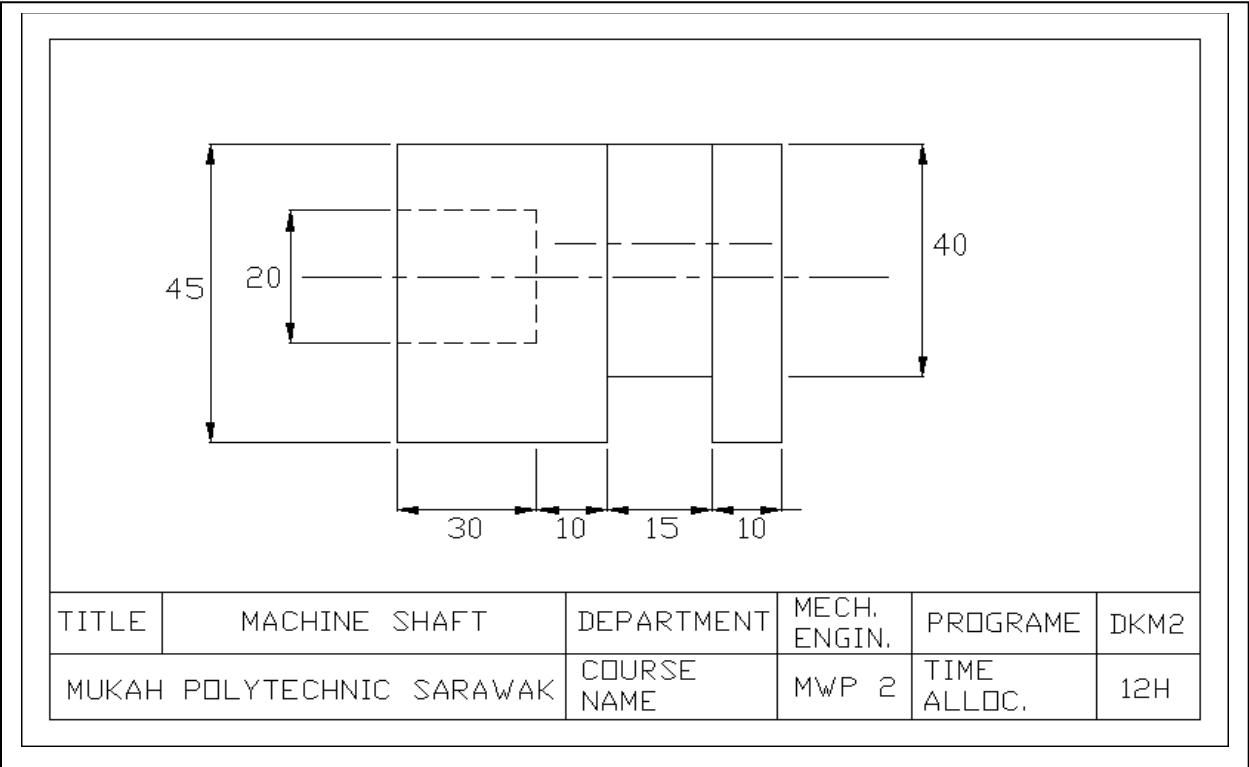 40
20
45
30
10
15
10
TITLE
MACHINE SHAFT
DEPARTMENT
MECH.
ENGIN.
PROGRAME
DKM2
MUKAH POLYTECHNIC SARAWAK
COURSE
NAME
MWP 2
TIME
ALLOC.
12H